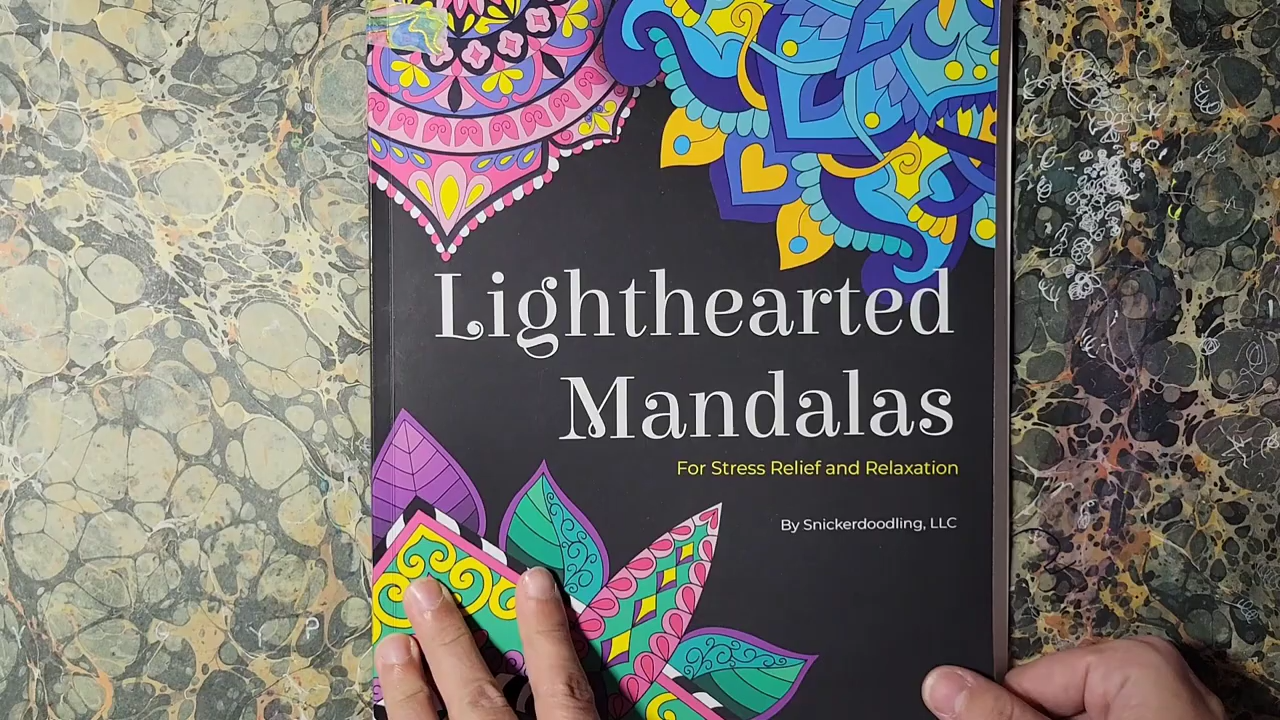 Lighthearted
Mandalas
For Stress Relief and Relaxation
By Snickerdoodling, LLC